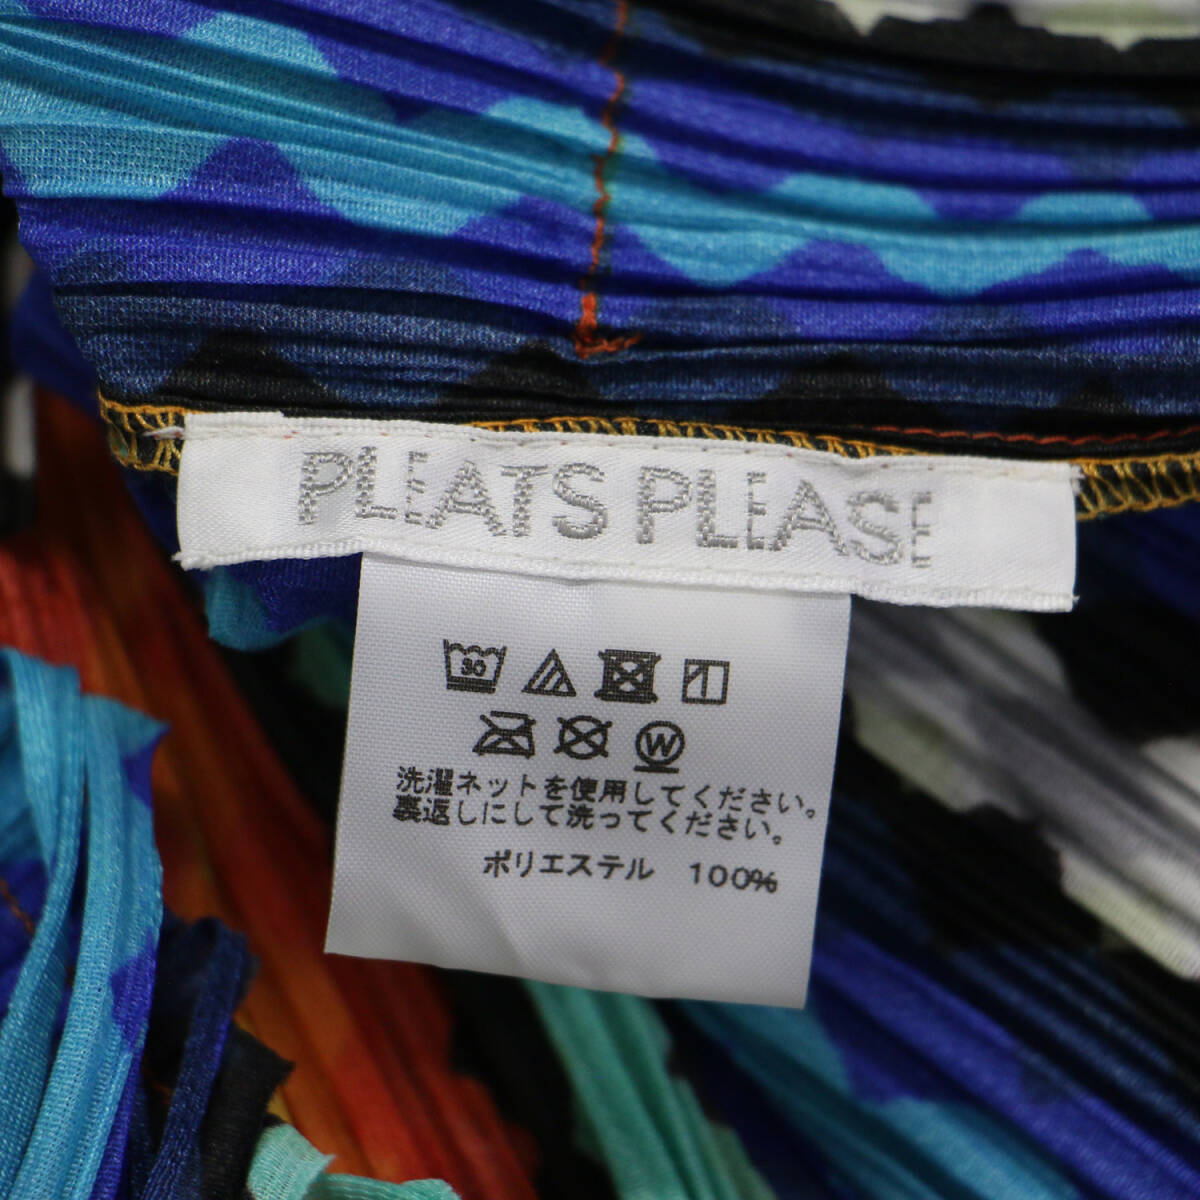 PLEATS PLEASE
30
W
洗濯ネットを使用してください。
裏返しにして洗ってください。
ポリエステル 100%